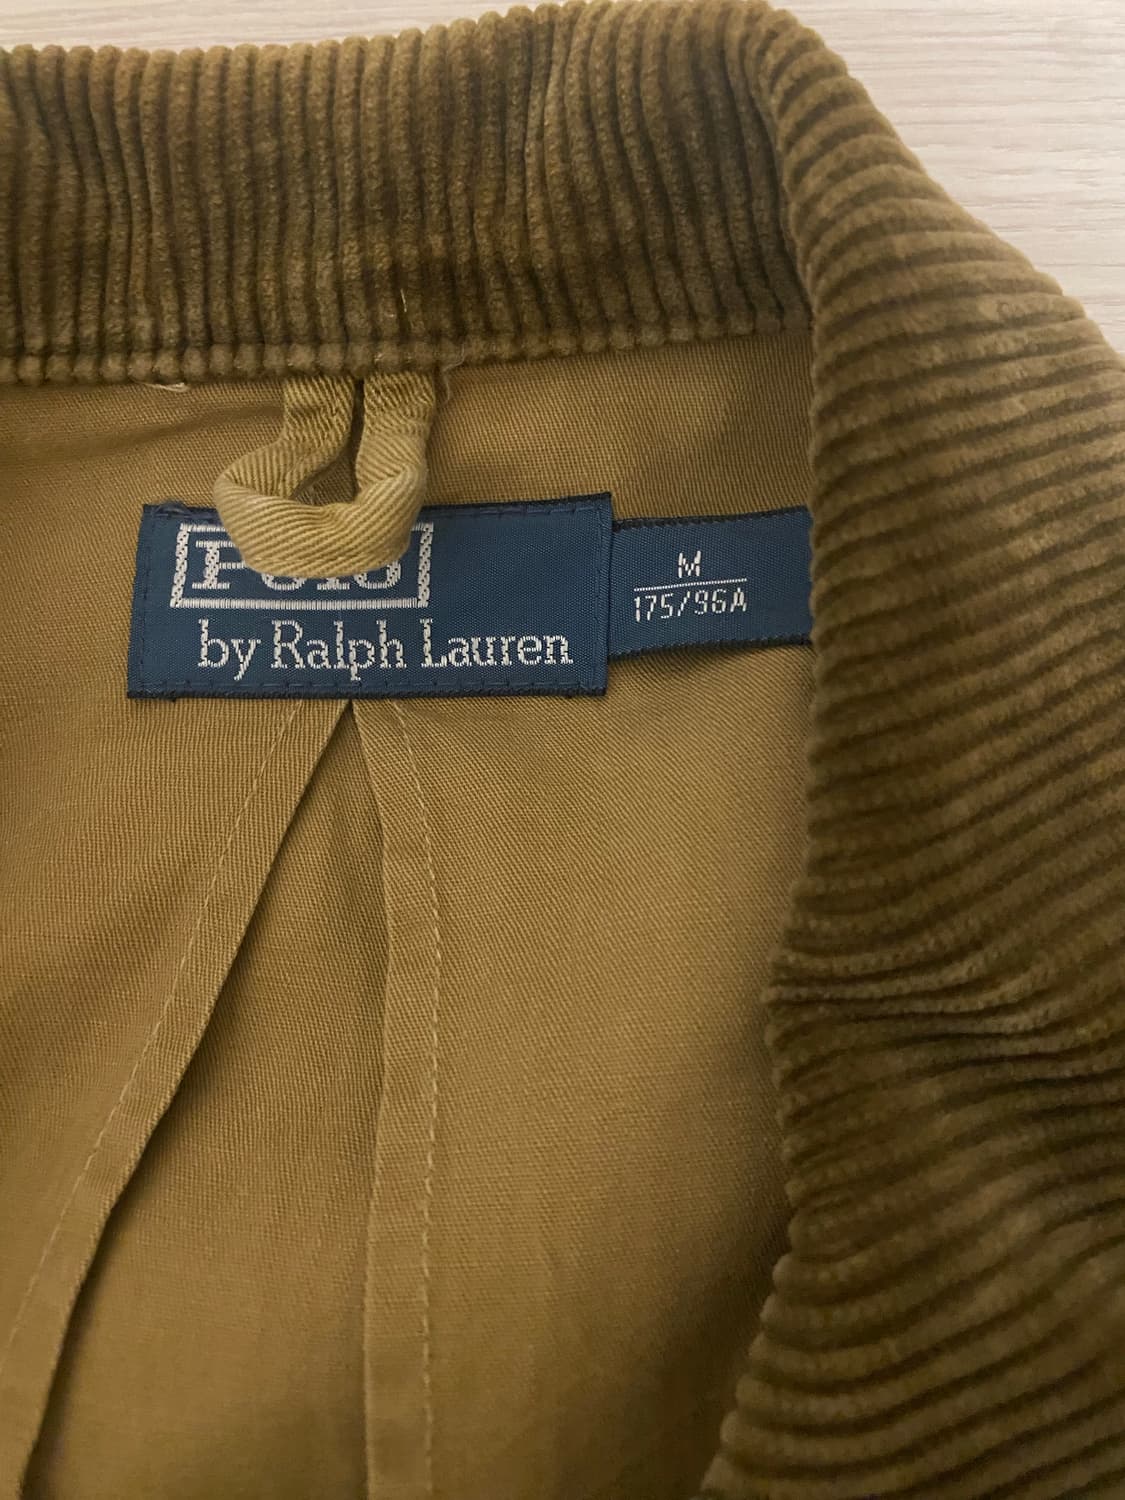 Polo
by Ralph Lauren
M
175/96A